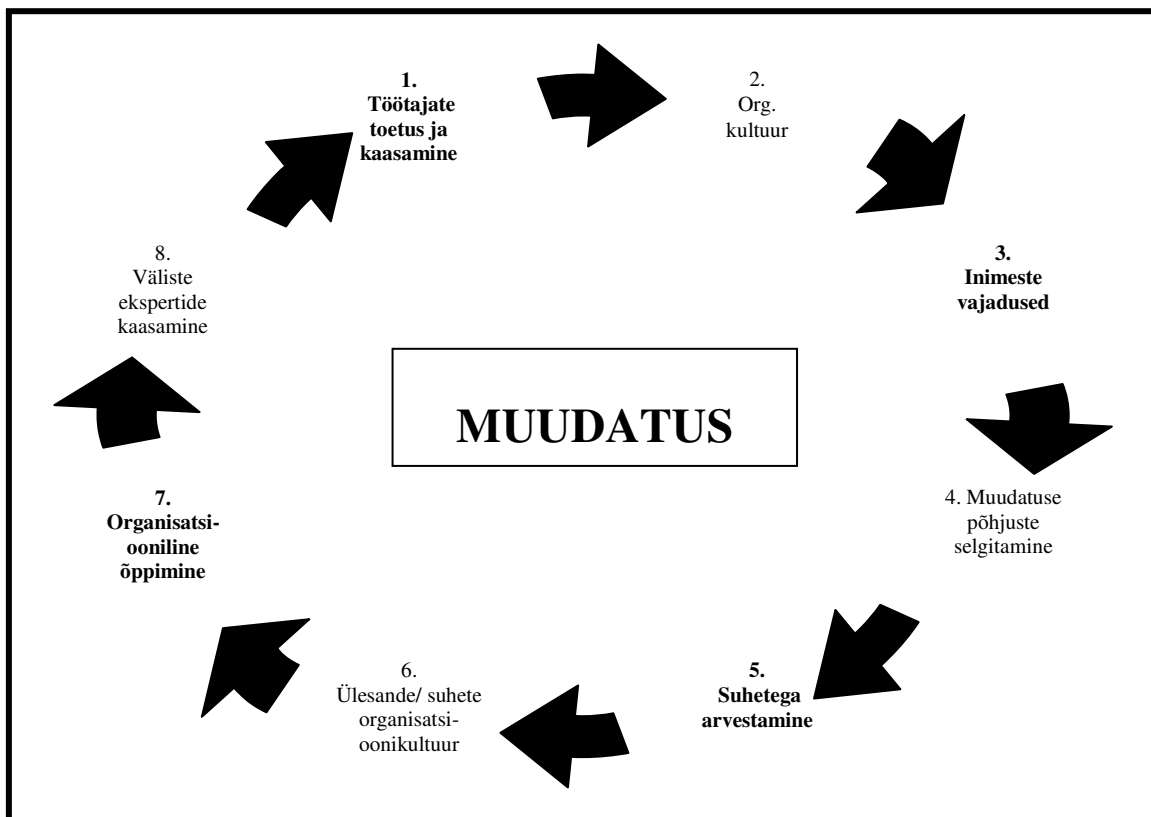 1.
Töötajate
toetus ja
kaasamine
2.
Org.
kultuur
3.
Inimeste
vajadused
4. Muudatuse
põhjuste
selgitamine
5.
Suhetega
arvestamine
6.
Ülesande/ suhete
organisatsi-
oonikultuur
7.
Organisatsi-
ooniline
õppimine
8.
Väliste
ekspertide
kaasamine
MUUDATUS